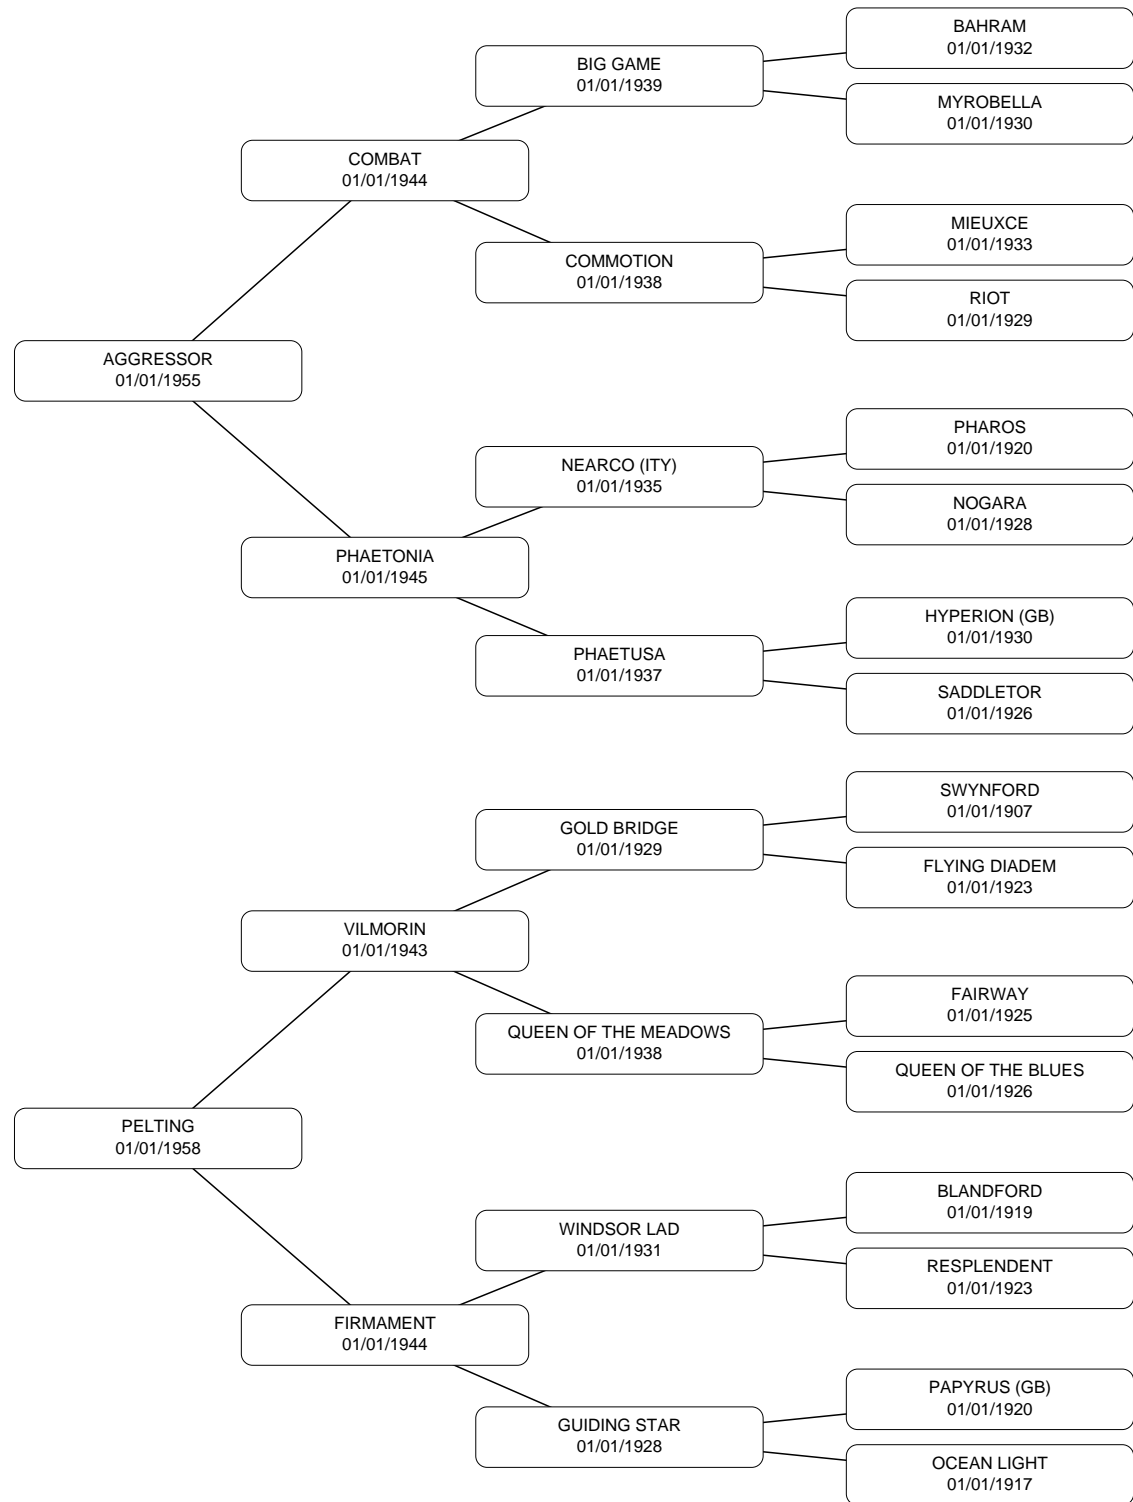 BAHRAM
01/01/1932
BIG GAME
01/01/1939
MYROBELLA
01/01/1930
COMBAT
01/01/1944
MIEUXCE
01/01/1933
COMMOTION
01/01/1938
RIOT
01/01/1929
AGGRESSOR
01/01/1955
PHAROS
01/01/1920
NEARCO (ITY)
01/01/1935
NOGARA
01/01/1928
PHAETONIA
01/01/1945
HYPERION (GB)
01/01/1930
PHAETUSA
01/01/1937
SADDLETOR
01/01/1926
SWYNFORD
01/01/1907
GOLD BRIDGE
01/01/1929
FLYING DIADEM
01/01/1923
VILMORIN
01/01/1943
FAIRWAY
01/01/1925
QUEEN OF THE MEADOWS
01/01/1938
QUEEN OF THE BLUES
01/01/1926
PELTING
01/01/1958
BLANDFORD
01/01/1919
WINDSOR LAD
01/01/1931
RESPLENDENT
01/01/1923
FIRMAMENT
01/01/1944
PAPYRUS (GB)
01/01/1920
GUIDING STAR
01/01/1928
OCEAN LIGHT
01/01/1917